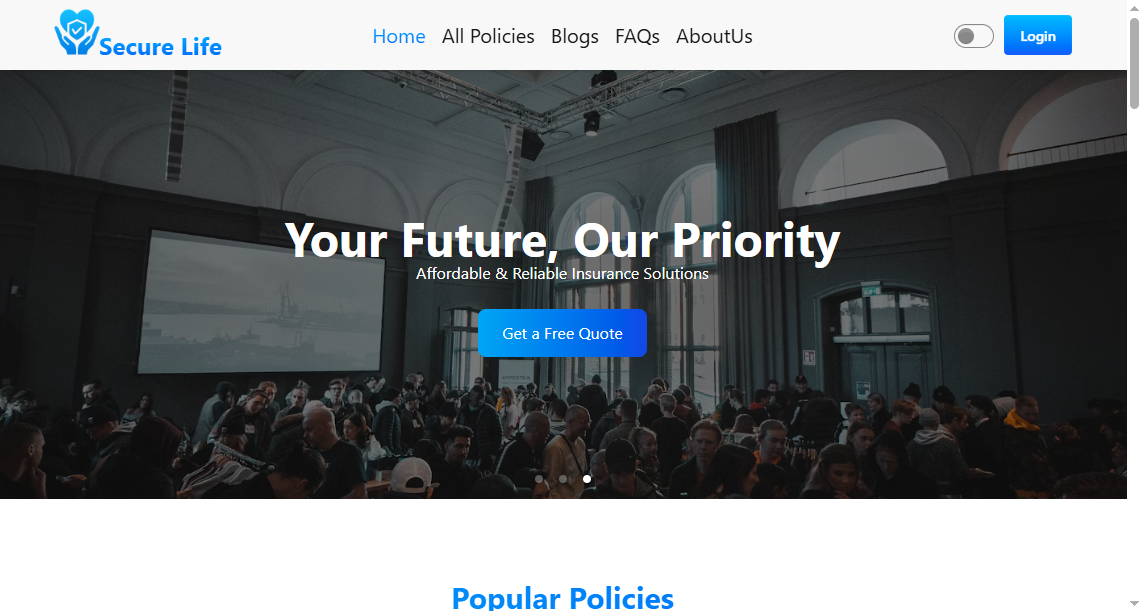 Secure Life
Home All Policies Blogs FAQs AboutUs
Login
Your Future, Our Priority
Affordable & Reliable Insurance Solutions
Get a Free Quote
Popular Policies